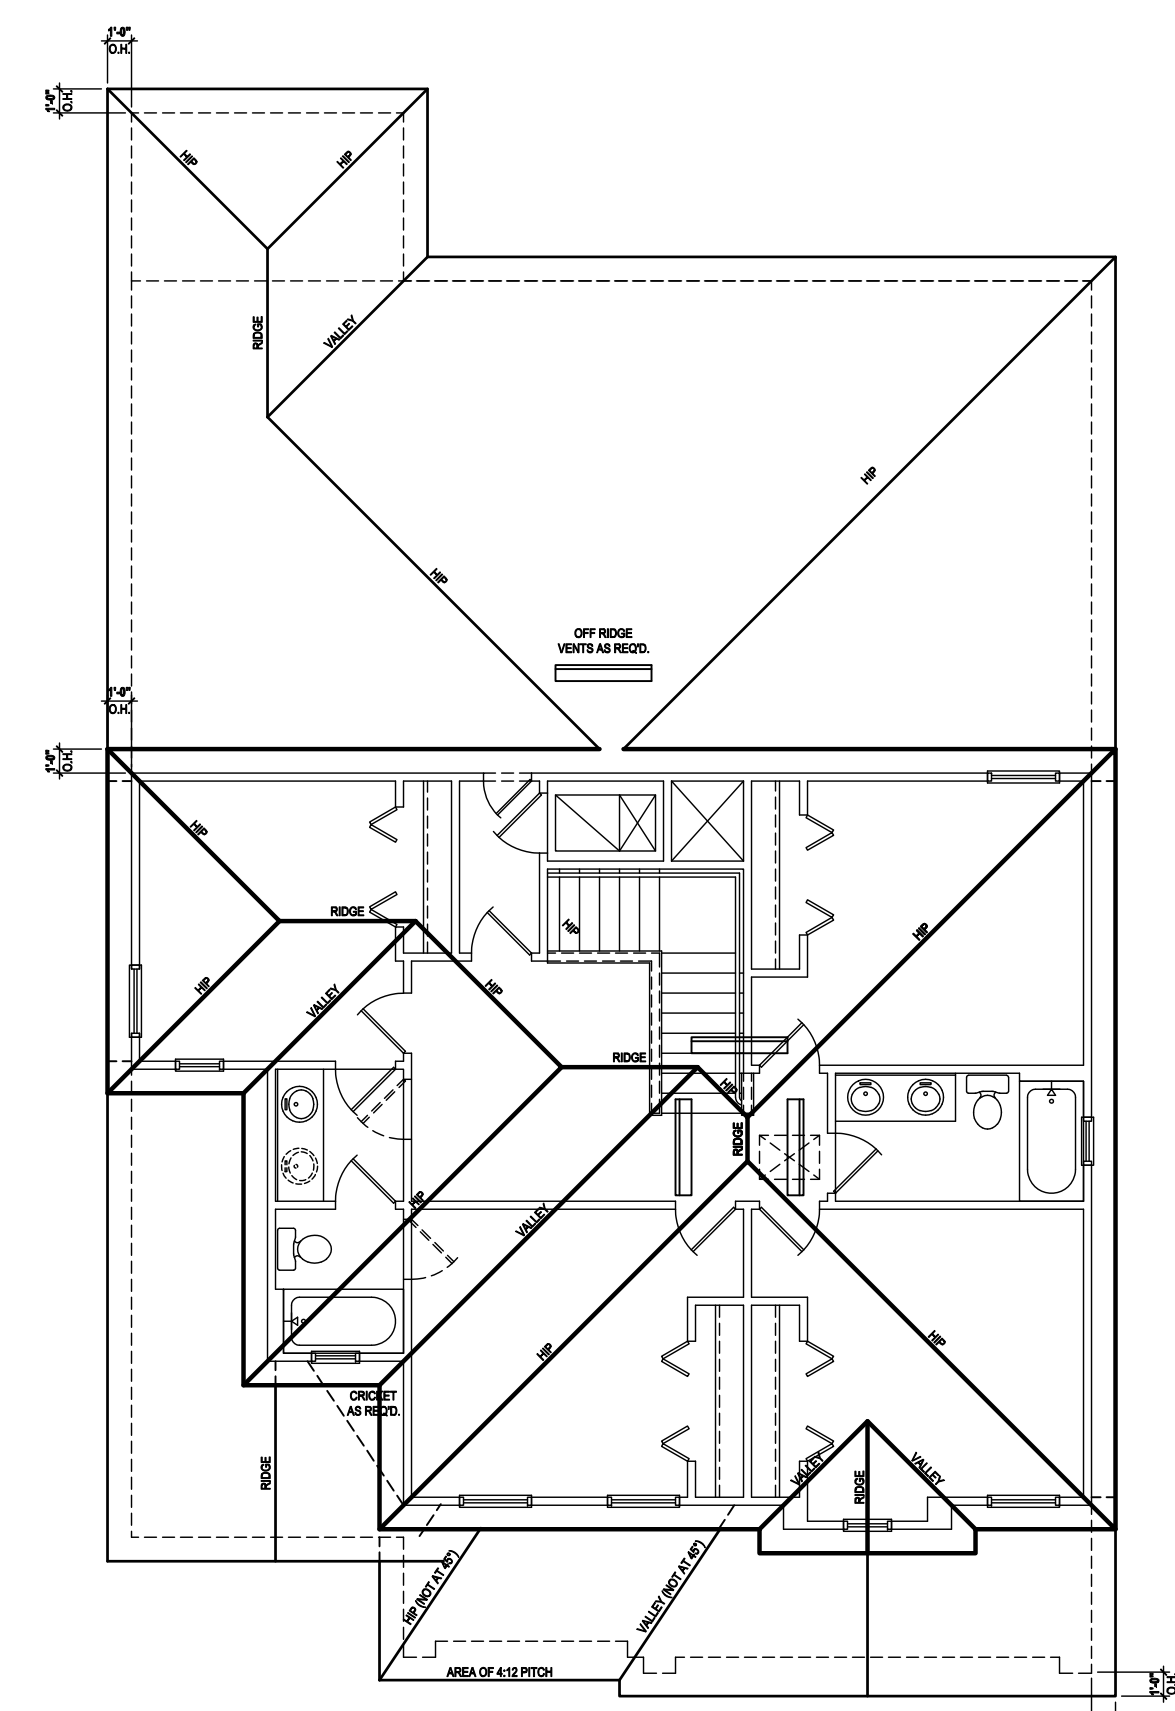 1'-0"
O.H.
1'-0"
O.H.
HIP
HIP
RIDGE
VALLEY
HIP
HIP
OFF RIDGE
VENTS AS REQ'D.
1'-0"
O.H.
1'-0"
O.H.
HIP
RIDGE
HIP
HIP
HIP
VALLEY
HIP
RIDGE
HIP
RIDGE
HIP
VALLEY
HIP
HIP
CRICKET
AS REQ'D.
RIDGE
VALLEY
VALLEY
RIDGE
HIP (NOT AT 45°)
VALLEY (NOT AT 45°)
AREA OF 4:12 PITCH
1'-0"
O.H.